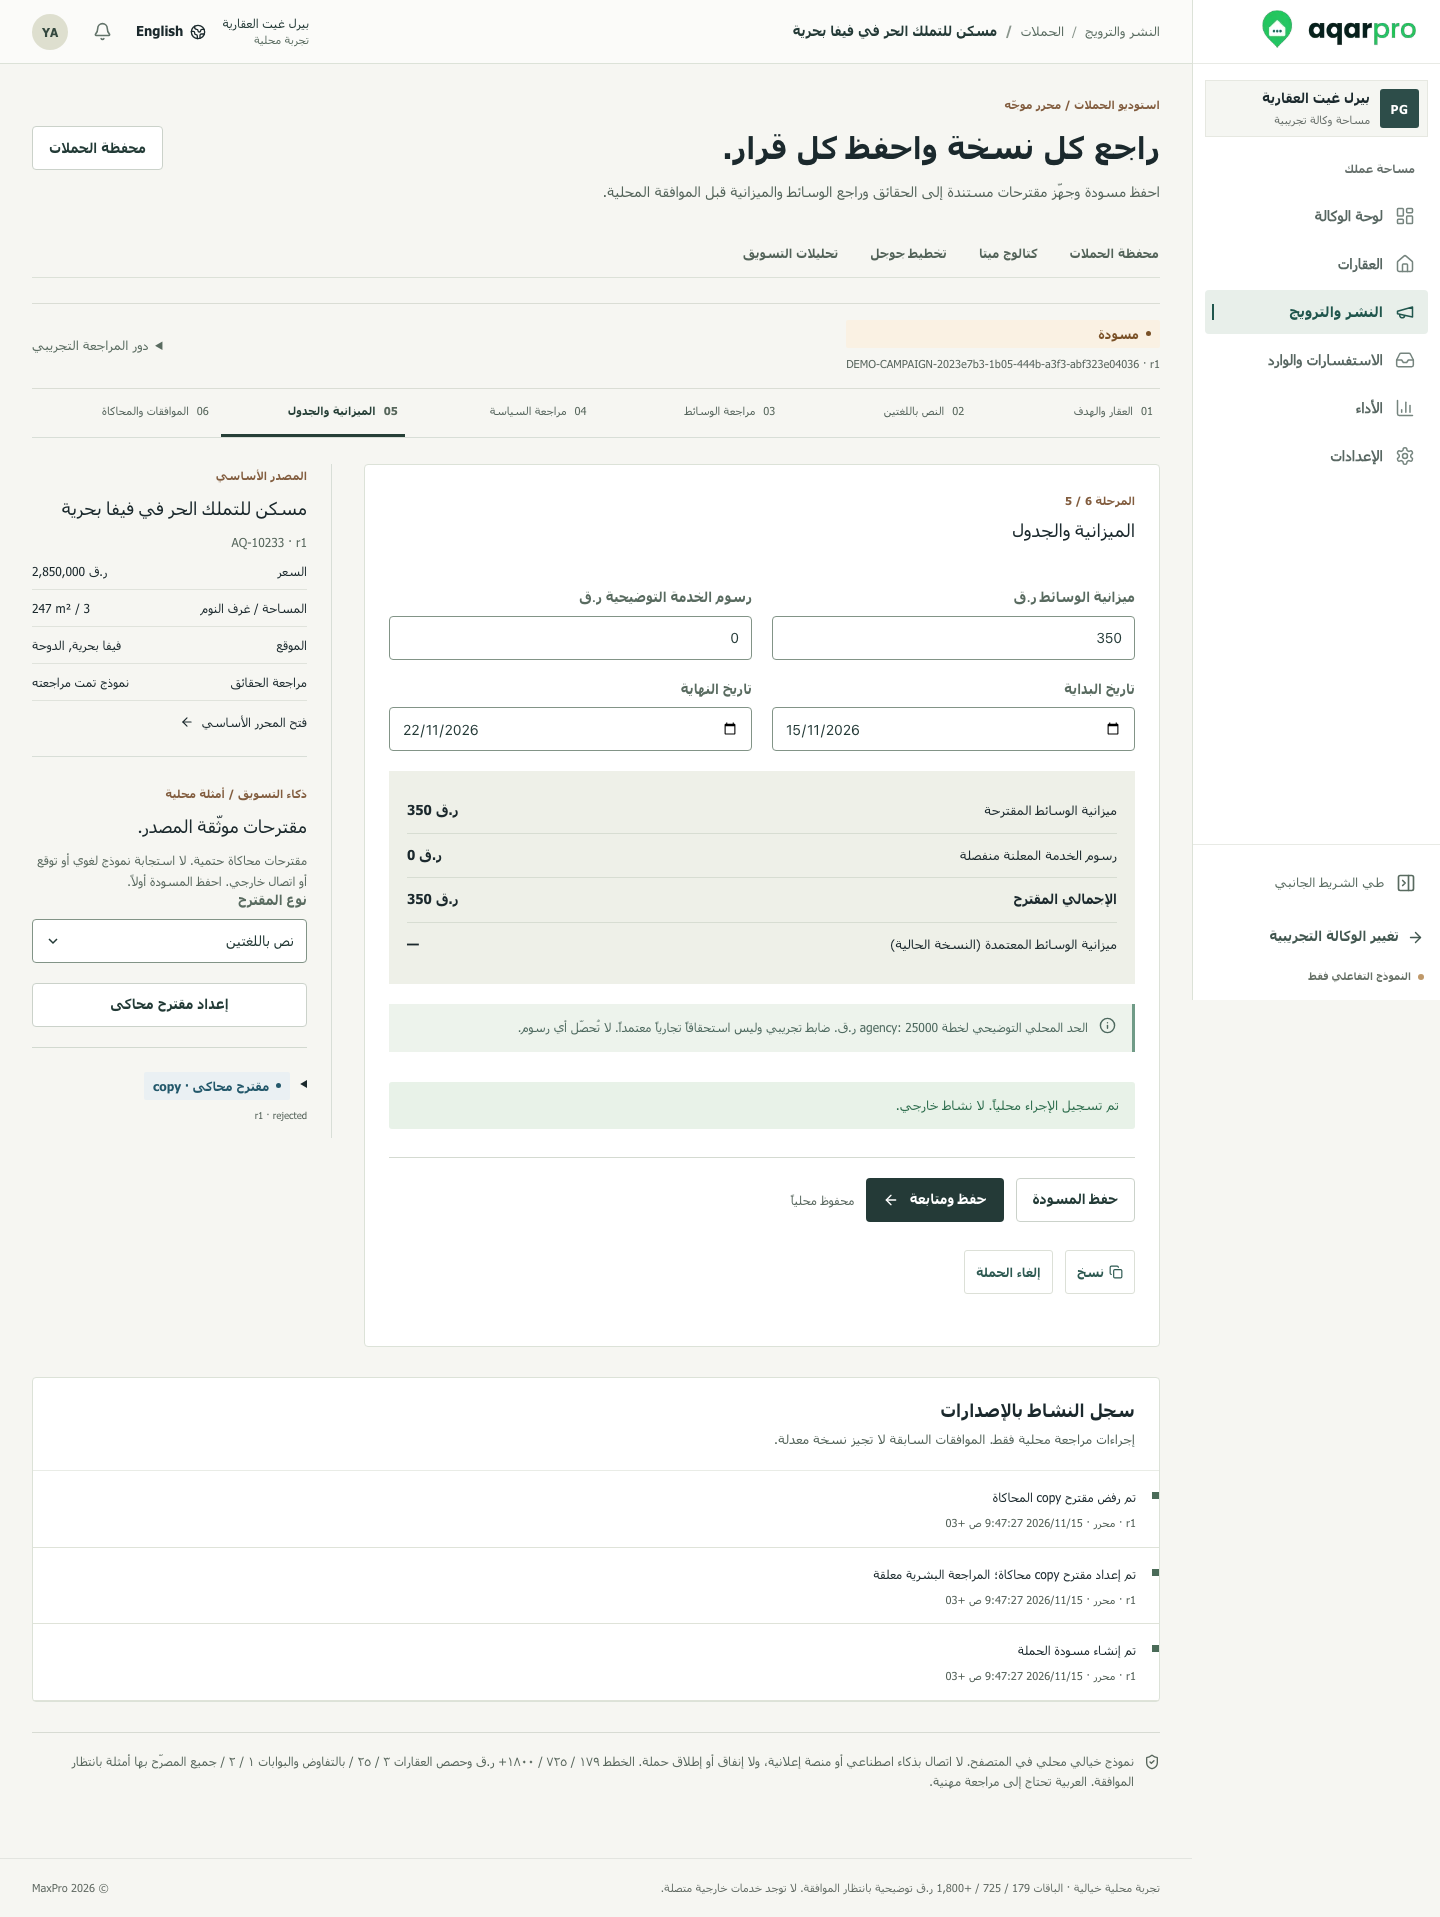 aqarpro
النشر والترويج / الحملات / مسكن للتملك الحر في فيفا بحرية
بيرل غيت العقارية
تجربة محلية
English
YA
PG
بيرل غيت العقارية
مساحة وكالة تجريبية
مساحة عملك
لوحة الوكالة
العقارات
النشر والترويج
الاستفسارات والوارد
الأداء
الإعدادات
طي الشريط الجانبي
تغيير الوكالة التجريبية
النموذج التفاعلي فقط
استوديو الحملات / محرر موجّه
راجع كل نسخة واحفظ كل قرار.
احفظ مسودة وجهّز مقترحات مستندة إلى الحقائق وراجع الوسائط والميزانية قبل الموافقة المحلية.
محفظة الحملات
محفظة الحملات
كتالوج ميتا
تخطيط جوجل
تحليلات التسويق
مسودة
DEMO-CAMPAIGN-2023e7b3-1b05-444b-a3f3-abf323e04036 · r1
دور المراجعة التجريبي
01 العقار والهدف
02 النص باللغتين
03 مراجعة الوسائط
04 مراجعة السياسة
05 الميزانية والجدول
06 الموافقات والمحاكاة
المرحلة 6 / 5
الميزانية والجدول
ميزانية الوسائط ر.ق
350
رسوم الخدمة التوضيحية ر.ق
0
تاريخ البداية
15/11/2026
تاريخ النهاية
22/11/2026
ميزانية الوسائط المقترحة
ر.ق 350
رسوم الخدمة المعلنة منفصلة
ر.ق 0
الإجمالي المقترح
ر.ق 350
ميزانية الوسائط المعتمدة (النسخة الحالية)
—
الحد المحلي التوضيحي لخطة agency: 25000 ر.ق. ضابط تجريبي وليس استحقاقاً تجارياً معتمداً. لا تُحصّل أي رسوم.
تم تسجيل الإجراء محلياً. لا نشاط خارجي.
حفظ المسودة
حفظ ومتابعة
محفوظ محلياً
نسخ
إلغاء الحملة
المصدر الأساسي
مسكن للتملك الحر في فيفا بحرية
AQ-10233 · r1
السعر
ر.ق 2,850,000
المساحة / غرف النوم
247 m² / 3
الموقع
فيفا بحرية, الدوحة
مراجعة الحقائق
نموذج تمت مراجعته
فتح المحرر الأساسي
ذكاء التسويق / أمثلة محلية
مقترحات موثّقة المصدر.
مقترحات محاكاة حتمية. لا استجابة نموذج لغوي أو توقع
أو اتصال خارجي. احفظ المسودة أولاً.
نوع المقترح
نص باللغتين
إعداد مقترح محاكى
مقترح محاكى · copy
r1 · rejected
سجل النشاط بالإصدارات
إجراءات مراجعة محلية فقط. الموافقات السابقة لا تجيز نسخة معدلة.
تم رفض مقترح copy المحاكاة
r1 · محرر · 2026/11/15 9:47:27 ص +03
تم إعداد مقترح copy محاكاة؛ المراجعة البشرية معلقة
r1 · محرر · 2026/11/15 9:47:27 ص +03
تم إنشاء مسودة الحملة
r1 · محرر · 2026/11/15 9:47:27 ص +03
نموذج خيالي محلي في المتصفح. لا اتصال بذكاء اصطناعي أو منصة إعلانية، ولا إنفاق أو إطلاق حملة. الخطط ١٧٩ / ٧٢٥ / ١٨٠٠+ ر.ق وحصص العقارات ٣ / ٢٥ / بالتفاوض والبوابات ١ / ٢ / جميع المصرّح بها أمثلة بانتظار
الموافقة. العربية تحتاج إلى مراجعة مهنية.
تجربة محلية خيالية · الباقات 179 / 725 / 1,800+ ر.ق توضيحية بانتظار الموافقة. لا توجد خدمات خارجية متصلة.
© 2026 MaxPro